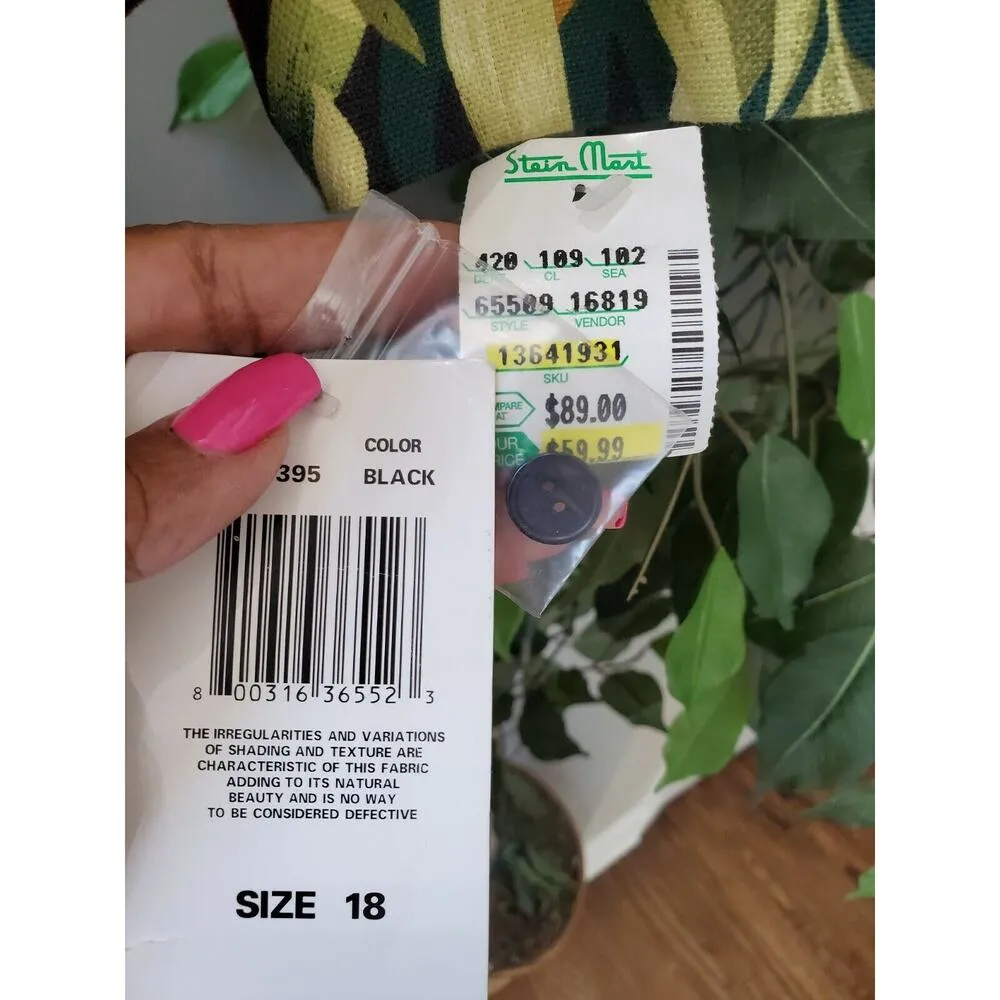 Stein Mart
420 109 102
CL SEA
65509 16819
STYLE VENDOR
13641931
SKU
$89.00
AT
$59.99
COLOR
395 BLACK
8 00316 36552 3
THE IRREGULARITIES AND VARIATIONS
OF SHADING AND TEXTURE ARE
CHARACTERISTIC OF THIS FABRIC
ADDING TO ITS NATURAL
BEAUTY AND IS NO WAY
TO BE CONSIDERED DEFECTIVE
SIZE 18